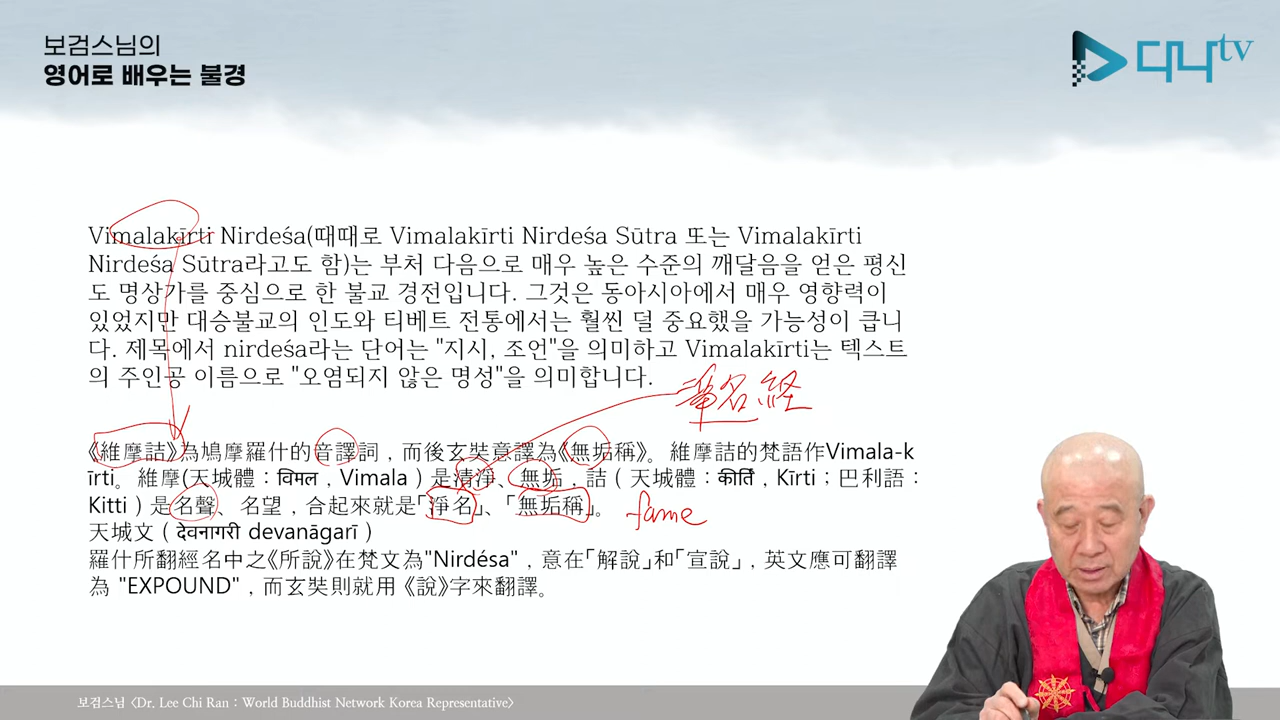 보검스님의
영어로 배우는 불경
디나tv
Vimalakīrti Nirdeśa(때때로 Vimalakīrti Nirdeśa Sūtra 또는 Vimalakīrti
Nirdeśa Sūtra라고도 함)는 부처 다음으로 매우 높은 수준의 깨달음을 얻은 평신
도 명상가를 중심으로 한 불교 경전입니다. 그것은 동아시아에서 매우 영향력이
있었지만 대승불교의 인도와 티베트 전통에서는 훨씬 덜 중요했을 가능성이 큽니
다. 제목에서 nirdeśa라는 단어는 "지시, 조언"을 의미하고 Vimalakīrti는 텍스트
의 주인공 이름으로 "오염되지 않은 명성"을 의미합니다.
《維摩詰》為鳩摩羅什的音譯詞，而後玄奘意譯為《無垢稱》。維摩詰的梵語作Vimala-k
īrti。維摩(天城體：विमल，Vimala）是清淨、無垢，詰（天城體：कीर्ति，Kīrti；巴利語：
Kitti）是名聲、名望，合起來就是「淨名」、「無垢稱」。
fame
天城文（देवनागरी devanāgarī）
羅什所翻經名中之《所說》在梵文為"Nirdésa"，意在「解說」和「宣說」，英文應可翻譯
為 "EXPOUND"，而玄奘則就用《說》字來翻譯。
보검스님 <Dr. Lee Chi Ran : World Buddhist Network Korea Representative>